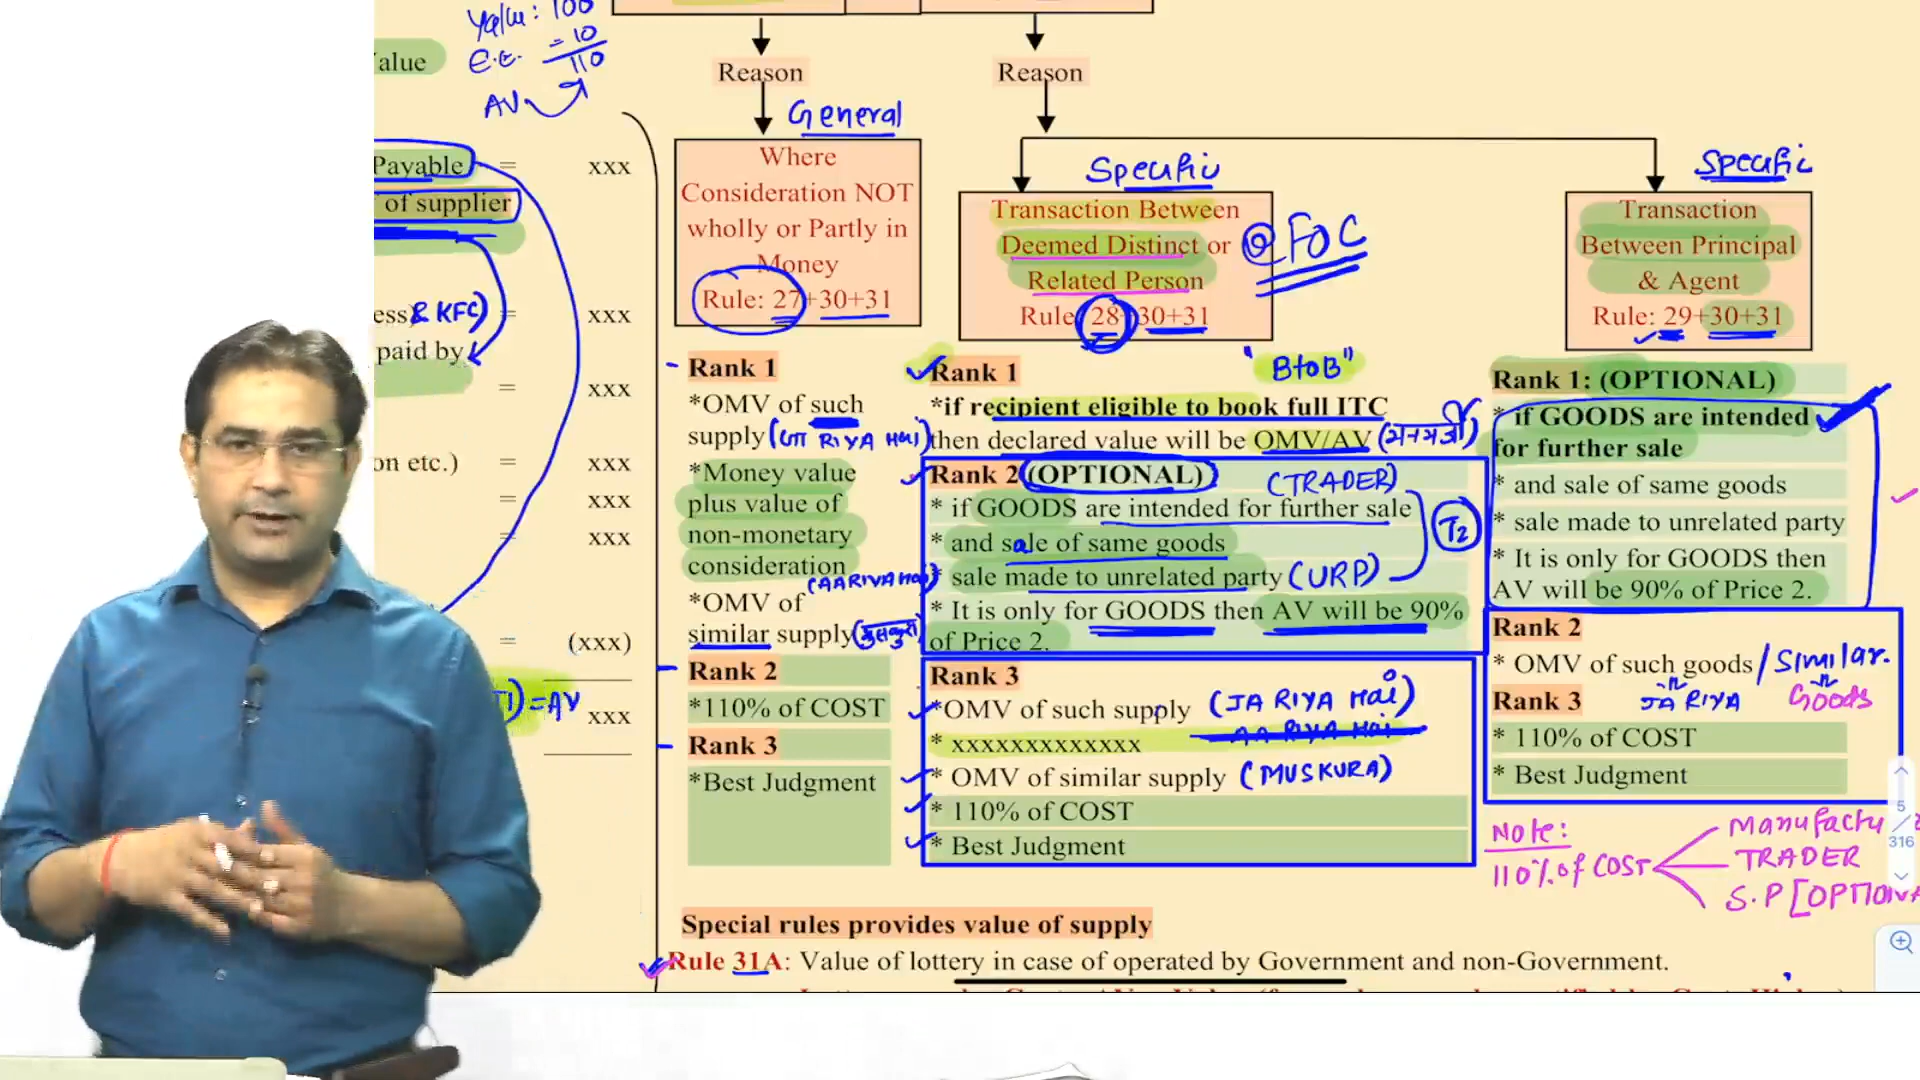 Value: 100
E.E. = 10
110
AV
alue
Payable = xxx
of supplier
ess) & KFC) = xxx
paid by
= xxx
on etc.) = xxx
= xxx
= xxx
= (xxx)
) = AV xxx
Reason
General
Where
Consideration NOT
wholly or Partly in
Money
Rule: 27+30+31
Rank 1
*OMV of such
supply (JA RIYA HAI)
*Money value
plus value of
non-monetary
consideration
(AA RIYA HAI)
*OMV of
similar supply
Rank 2
*110% of COST
Rank 3
*Best Judgment
Reason
Specific
Transaction Between
Deemed Distinct or
Related Person
Rule 28+30+31
@FOC
"BtoB"
Rank 1
*if recipient eligible to book full ITC
then declared value will be OMV/AV
Rank 2 (OPTIONAL) (TRADER)
* if GOODS are intended for further sale
* and sale of same goods
* sale made to unrelated party (URP)
T2
* It is only for GOODS then AV will be 90%
of Price 2.
Rank 3
*OMV of such supply (JA RIYA HAi)
* xxxxxxxxxxxxx AA RIYA HAi
* OMV of similar supply (MUSKURA)
* 110% of COST
* Best Judgment
Specific
Transaction
Between Principal
& Agent
Rule: 29+30+31
Rank 1: (OPTIONAL)
* if GOODS are intended
for further sale
* and sale of same goods
* sale made to unrelated party
* It is only for GOODS then
AV will be 90% of Price 2.
Rank 2
* OMV of such goods / Similar.
Rank 3 JA RIYA Goods
* 110% of COST
* Best Judgment
Note:
110% of COST
MANUFACTU
TRADER
S.P [OPTIONA
5
316
Special rules provides value of supply
Rule 31A: Value of lottery in case of operated by Government and non-Government.